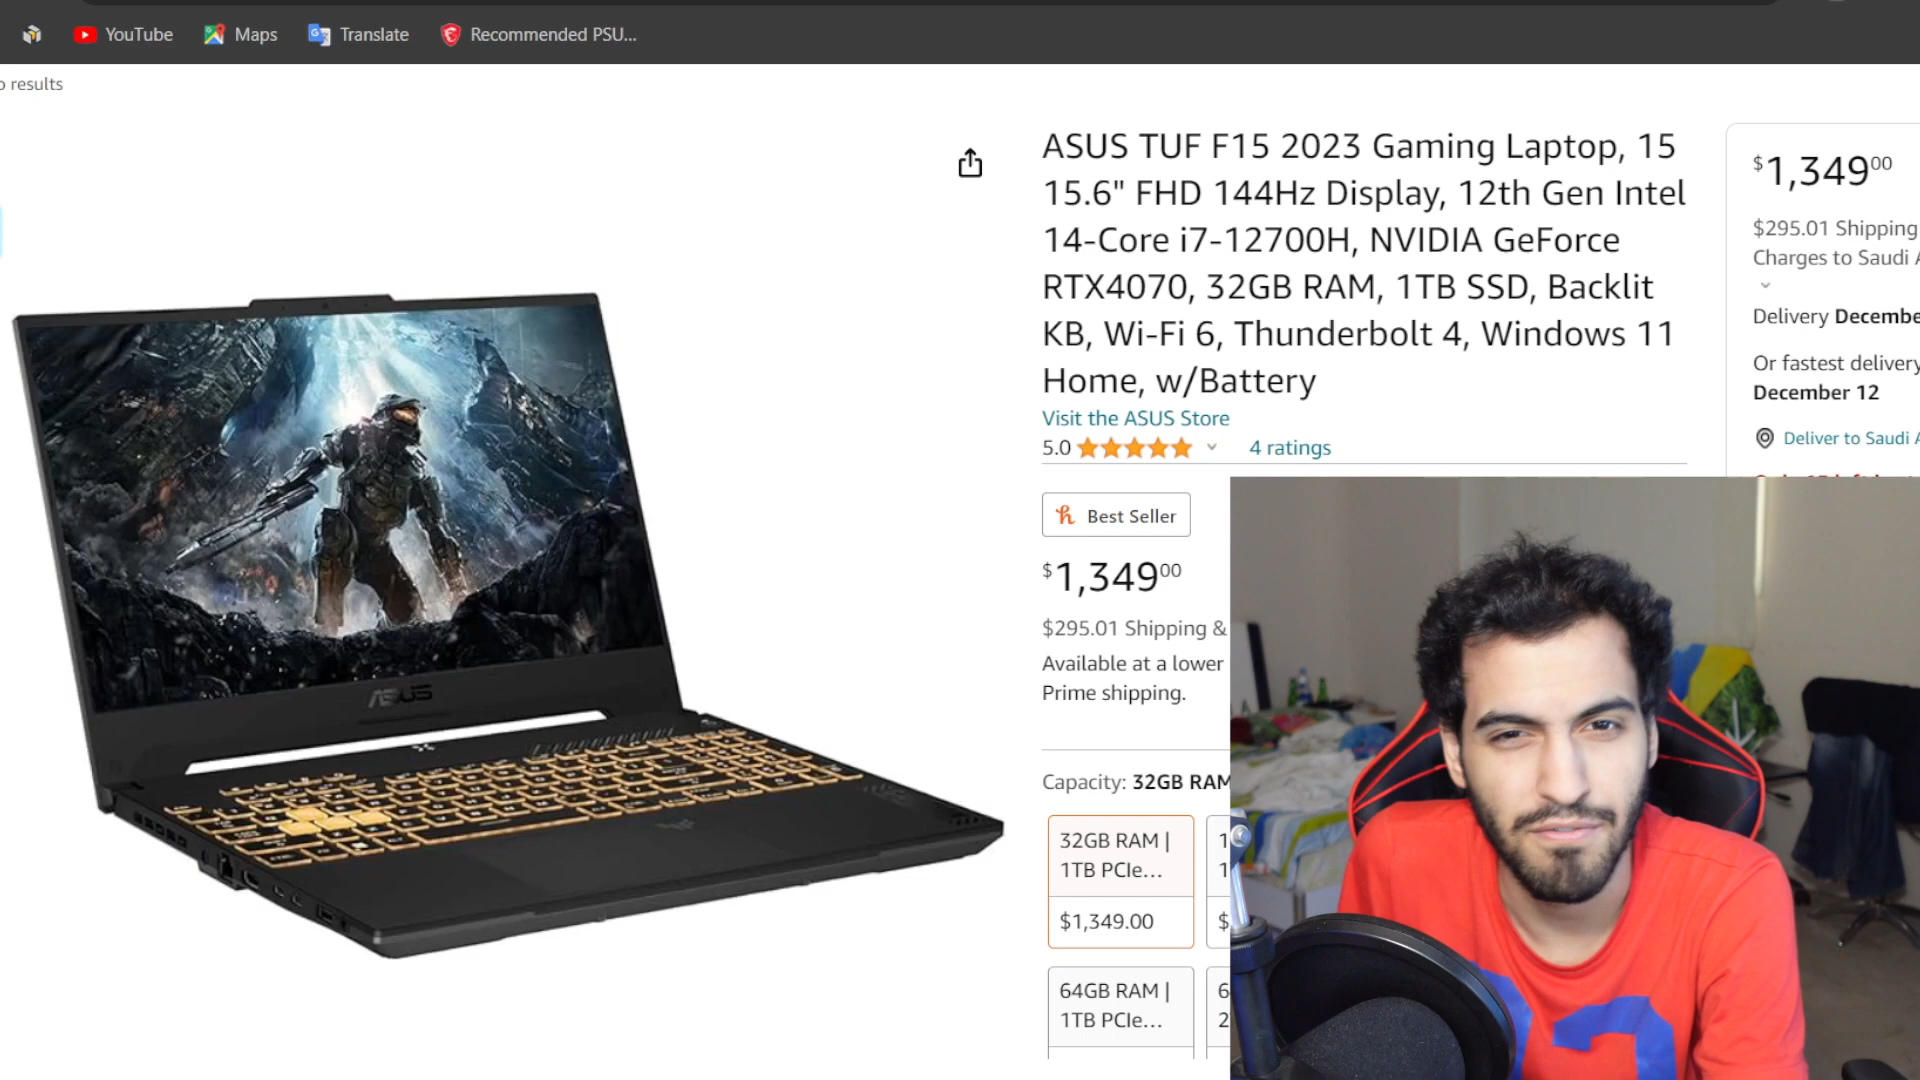 YouTube
Maps
Translate
Recommended PSU...
results
ASUS TUF F15 2023 Gaming Laptop, 15
15.6" FHD 144Hz Display, 12th Gen Intel
14-Core i7-12700H, NVIDIA GeForce
RTX4070, 32GB RAM, 1TB SSD, Backlit
KB, Wi-Fi 6, Thunderbolt 4, Windows 11
Home, w/Battery
Visit the ASUS Store
5.0
4 ratings
Best Seller
$1,349.00
$295.01 Shipping &
Available at a lower
Prime shipping.
Capacity: 32GB RAM
32GB RAM |
1TB PCIe...
$1,349.00
64GB RAM |
1TB PCIe...
$1,349.00
$295.01 Shipping
Charges to Saudi
Delivery Decembe
Or fastest delivery
December 12
Deliver to Saudi
ASUS